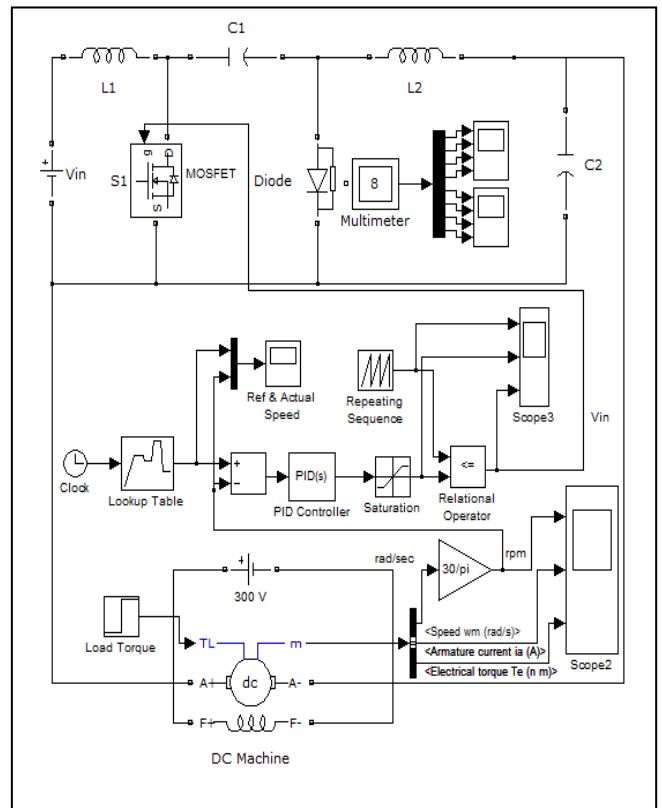 C1
L1
L2
+
Vin
g
G
S1
MOSFET
S
Diode
8
Multimeter
C2
Ref & Actual
Speed
Repeating
Sequence
Scope3
Vin
Clock
Lookup Table
+
−
PID(s)
PID Controller
Saturation
<=
Relational
Operator
rad/sec
30/pi
rpm
+
300 V
Load Torque
TL
m
<Speed wm (rad/s)>
<Armature current ia (A)>
<Electrical torque Te (n m)>
Scope2
A+
dc
A-
F+
F-
DC Machine